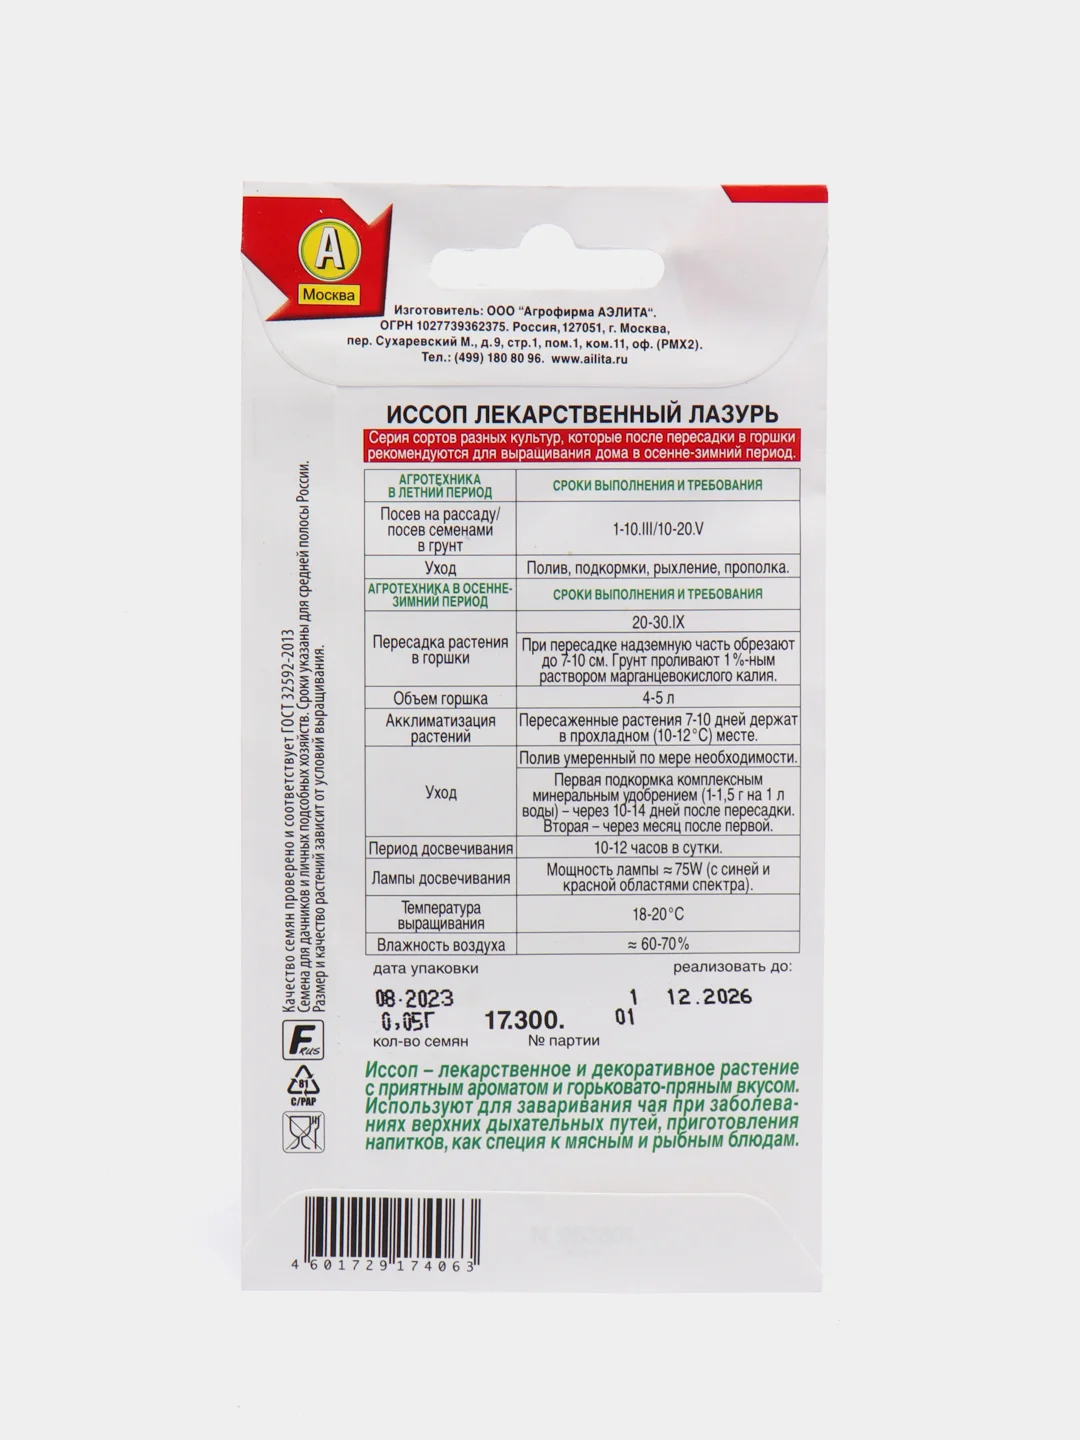 А
Москва
Изготовитель: ООО "Агрофирма АЭЛИТА".
ОГРН 1027739362375. Россия,127051, г. Москва,
пер. Сухаревский М., д.9, стр.1, пом.1, ком.11, оф. (РМХ2).
Тел.: (499) 180 80 96. www.ailita.ru
ИССОП ЛЕКАРСТВЕННЫЙ ЛАЗУРЬ
Серия сортов разных культур, которые после пересадки в горшки
рекомендуются для выращивания дома в осенне-зимний период.
АГРОТЕХНИКА
В ЛЕТНИЙ ПЕРИОД
СРОКИ ВЫПОЛНЕНИЯ И ТРЕБОВАНИЯ
Посев на рассаду/
посев семенами
в грунт
1-10.III/10-20.V
Уход
Полив, подкормки, рыхление, прополка.
АГРОТЕХНИКА В ОСЕННЕ-
ЗИМНИЙ ПЕРИОД
СРОКИ ВЫПОЛНЕНИЯ И ТРЕБОВАНИЯ
Пересадка растения
в горшки
20-30.IX
При пересадке надземную часть обрезают
до 7-10 см. Грунт проливают 1%-ным
раствором марганцевокислого калия.
Объем горшка
4-5 л
Акклиматизация
растений
Пересаженные растения 7-10 дней держат
в прохладном (10-12°С) месте.
Уход
Полив умеренный по мере необходимости.
Первая подкормка комплексным
минеральным удобрением (1-1,5 г на 1 л
воды) – через 10-14 дней после пересадки.
Вторая – через месяц после первой.
Период досвечивания
10-12 часов в сутки.
Лампы досвечивания
Мощность лампы ≈75W (с синей и
красной областями спектра).
Температура
выращивания
18-20°С
Влажность воздуха
≈ 60-70%
дата упаковки
реализовать до:
08.2023
1 12.2026
0,05Г
17.300.
01
кол-во семян
№ партии
Иссоп – лекарственное и декоративное растение
с приятным ароматом и горьковато-пряным вкусом.
Используют для заваривания чая при заболева-
ниях верхних дыхательных путей, приготовления
напитков, как специя к мясным и рыбным блюдам.
Качество семян проверено и соответствует ГОСТ 32592-2013
Семена для дачников и личных подсобных хозяйств. Сроки указаны для средней полосы России.
Размер и качество растений зависит от условий выращивания.
F RUS
81
C/PAP
4 601729 174063